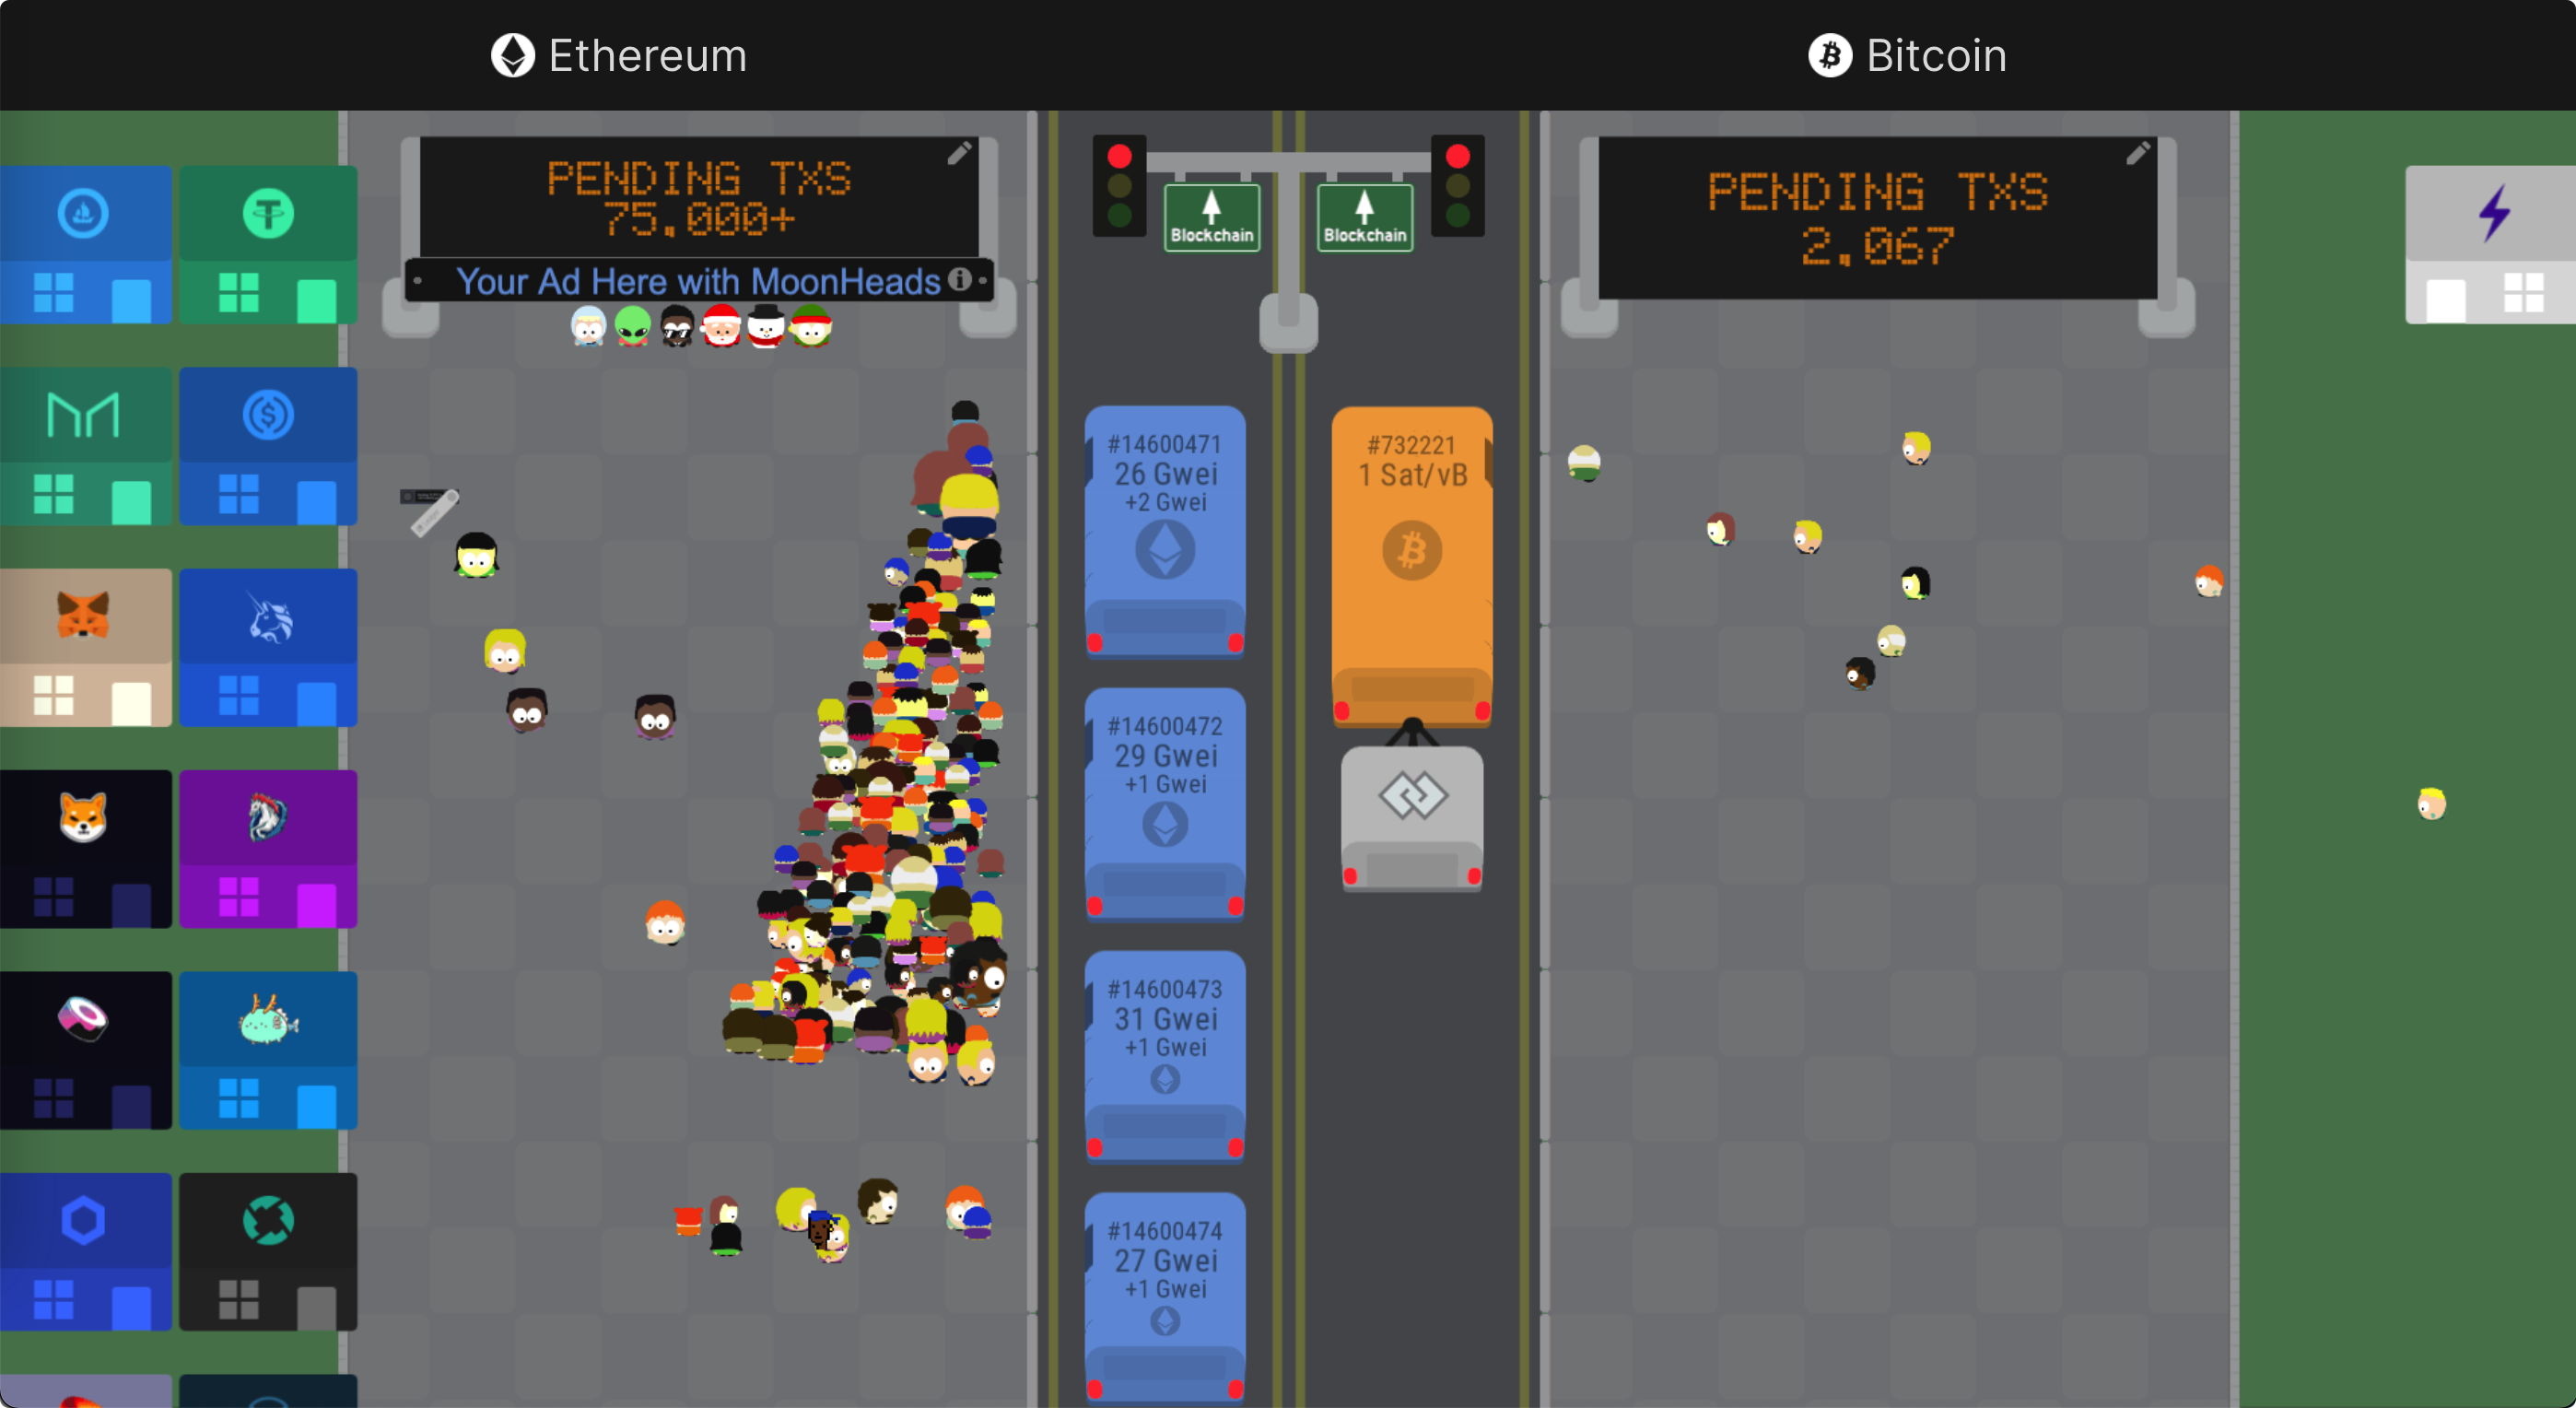 Ethereum
Bitcoin
PENDING TXS
75,000+
Your Ad Here with MoonHeads
Blockchain
Blockchain
PENDING TXS
2,067
#14600471
26 Gwei
+2 Gwei
#732221
1 Sat/vB
#14600472
29 Gwei
+1 Gwei
#14600473
31 Gwei
+1 Gwei
#14600474
27 Gwei
+1 Gwei